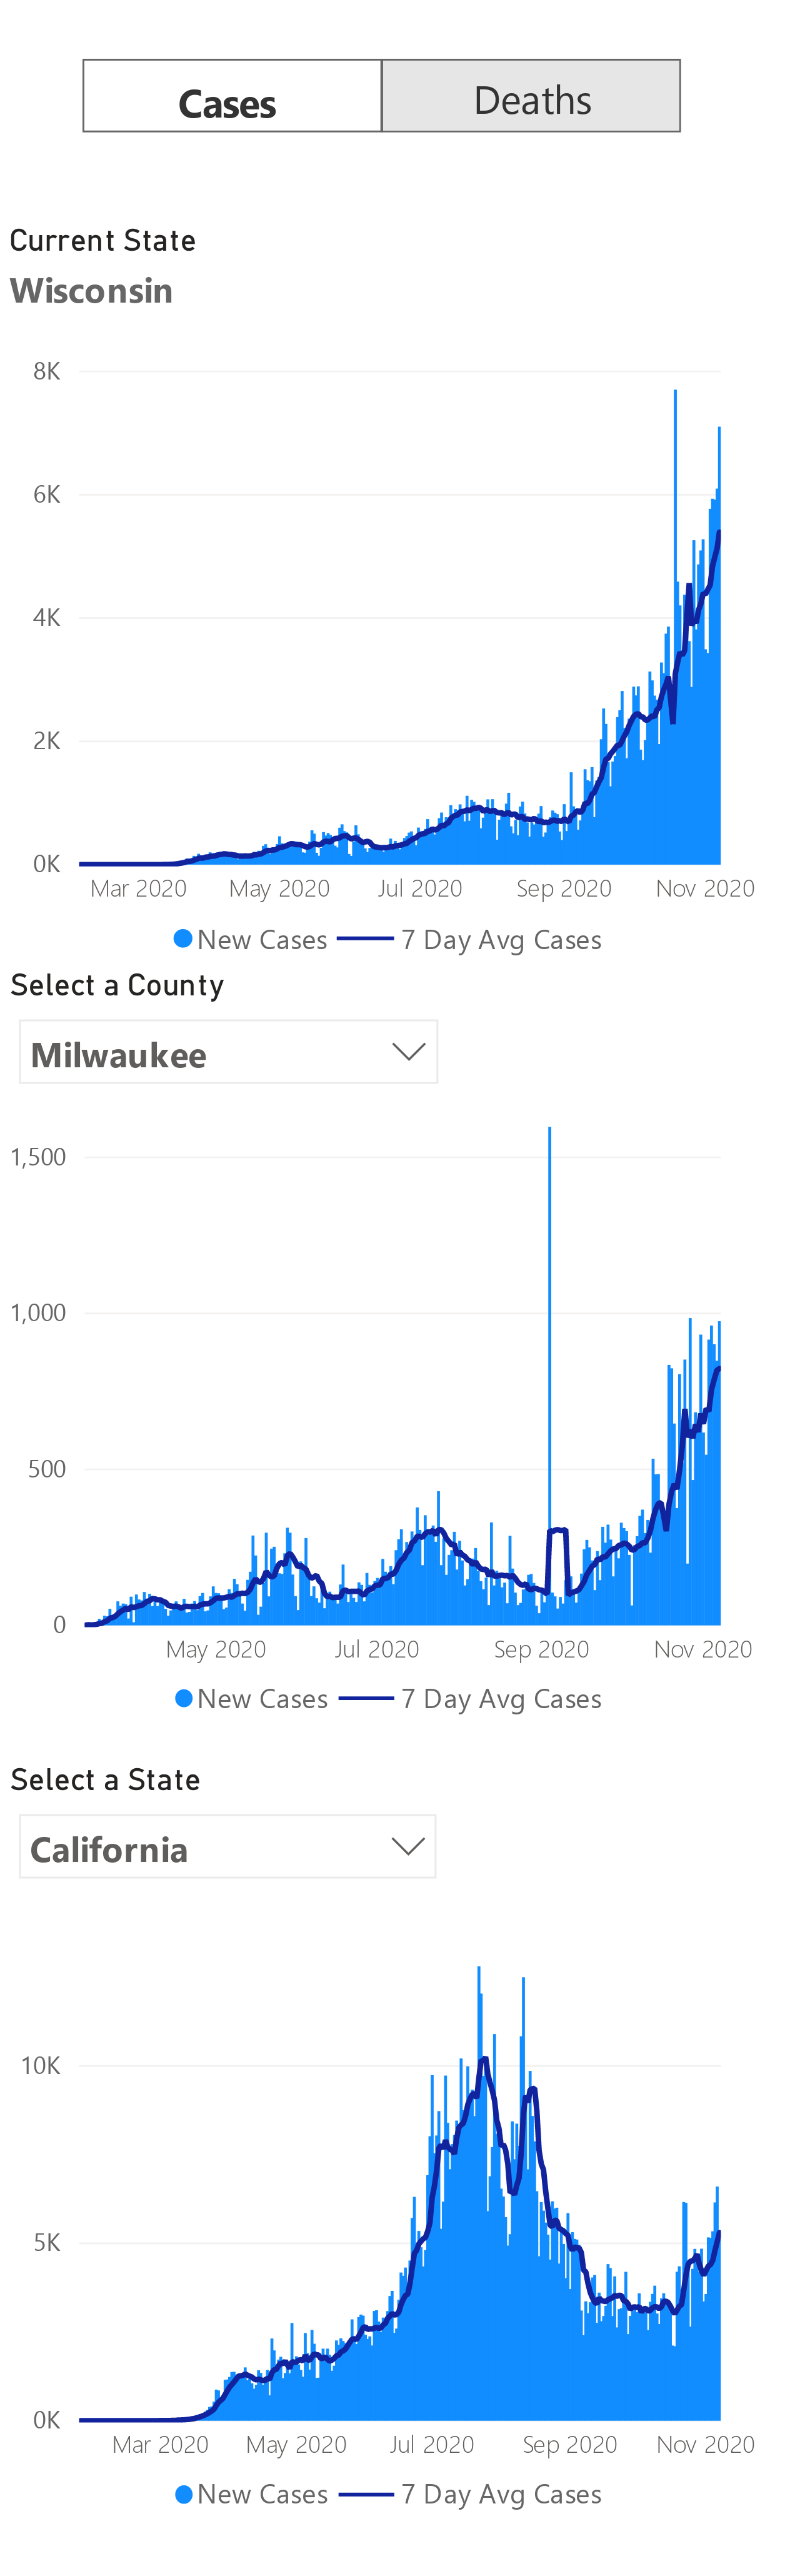 Cases Deaths
Current State
Wisconsin
8K
6K
4K
2K
0K
Mar 2020 May 2020 Jul 2020 Sep 2020 Nov 2020
New Cases 7 Day Avg Cases
Select a County
Milwaukee
1,500
1,000
500
0
May 2020 Jul 2020 Sep 2020 Nov 2020
New Cases 7 Day Avg Cases
Select a State
California
10K
5K
0K
Mar 2020 May 2020 Jul 2020 Sep 2020 Nov 2020
New Cases 7 Day Avg Cases